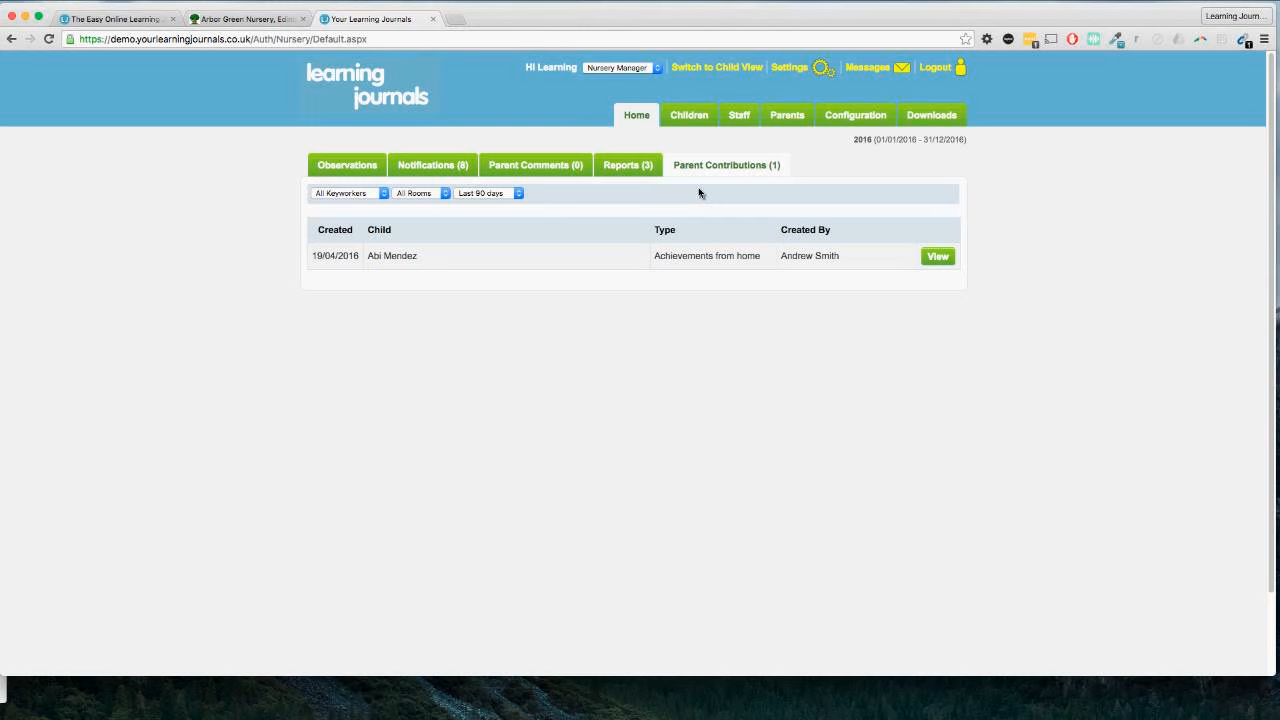 The Easy Online Learning
Arbor Green Nursery, Edin
Your Learning Journals
Learning Journ...
https://demo.yourlearningjournals.co.uk/Auth/Nursery/Default.aspx
learning journals
Hi Learning Nursery Manager Switch to Child View Settings Messages Logout
Home Children Staff Parents Configuration Downloads
2016 (01/01/2016 - 31/12/2016)
Observations Notifications (8) Parent Comments (0) Reports (3) Parent Contributions (1)
All Keyworkers All Rooms Last 90 days
Created Child Type Created By
19/04/2016 Abi Mendez Achievements from home Andrew Smith View